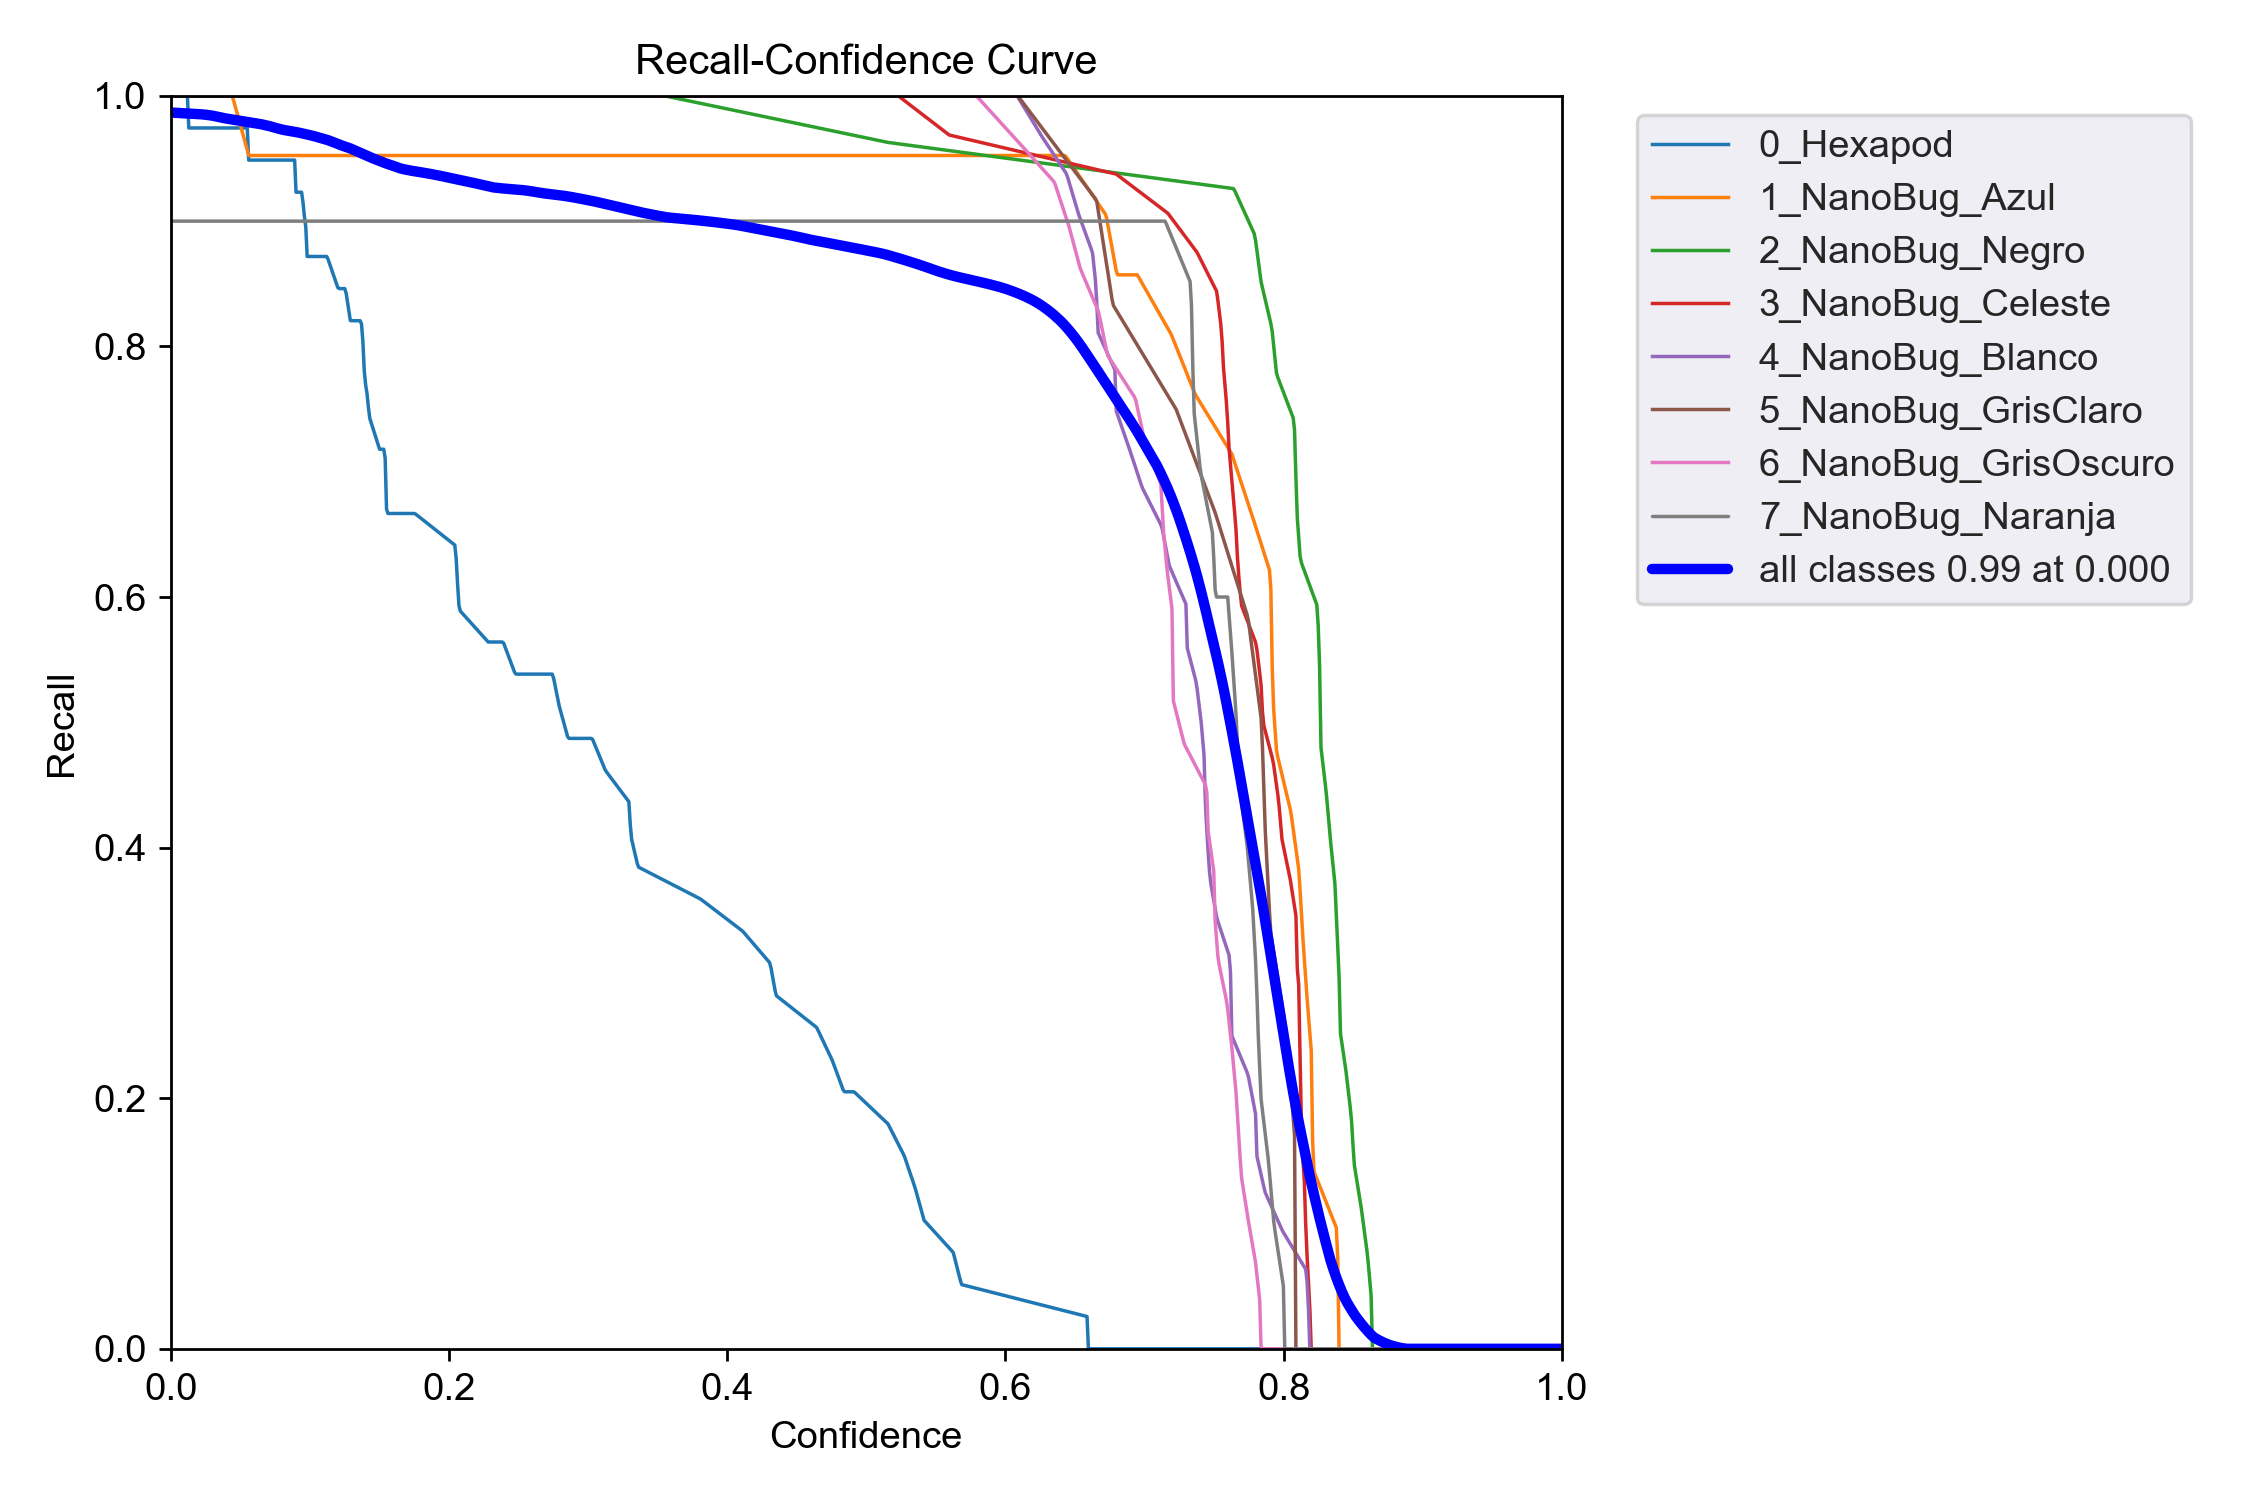 Recall-Confidence Curve
1.0
0.8
0.6
0.4
0.2
0.0
Recall
0.0 0.2 0.4 0.6 0.8 1.0
Confidence
0_Hexapod
1_NanoBug_Azul
2_NanoBug_Negro
3_NanoBug_Celeste
4_NanoBug_Blanco
5_NanoBug_GrisClaro
6_NanoBug_GrisOscuro
7_NanoBug_Naranja
all classes 0.99 at 0.000